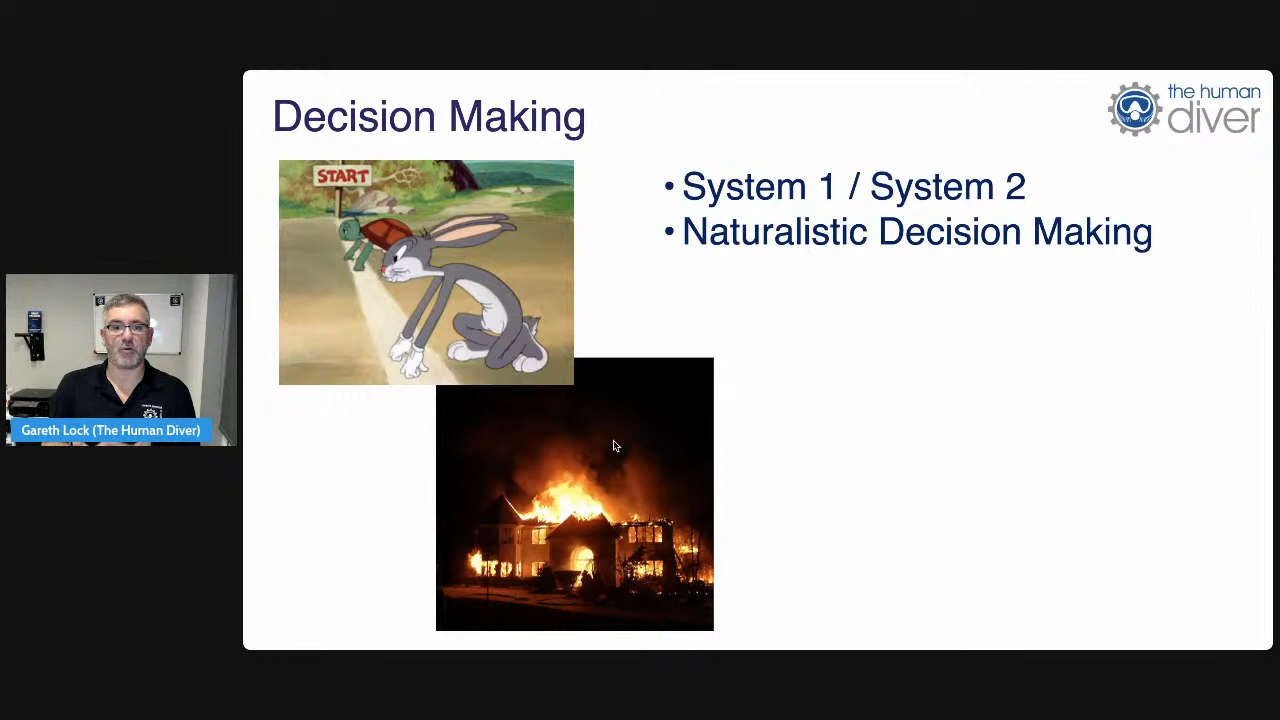 Decision Making
the human
diver
START
• System 1 / System 2
• Naturalistic Decision Making
Gareth Lock (The Human Diver)